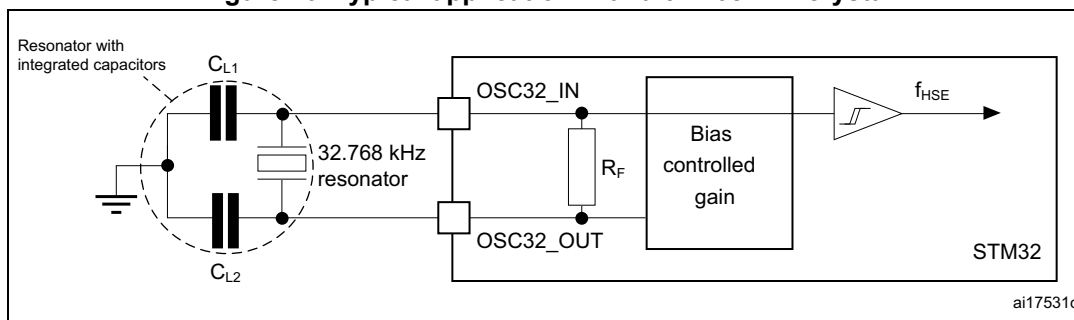 Resonator with
integrated capacitors
CL1
OSC32_IN
fHSE
32.768 kHz
resonator
RF
Bias
controlled
gain
OSC32_OUT
STM32
CL2
ai17531c